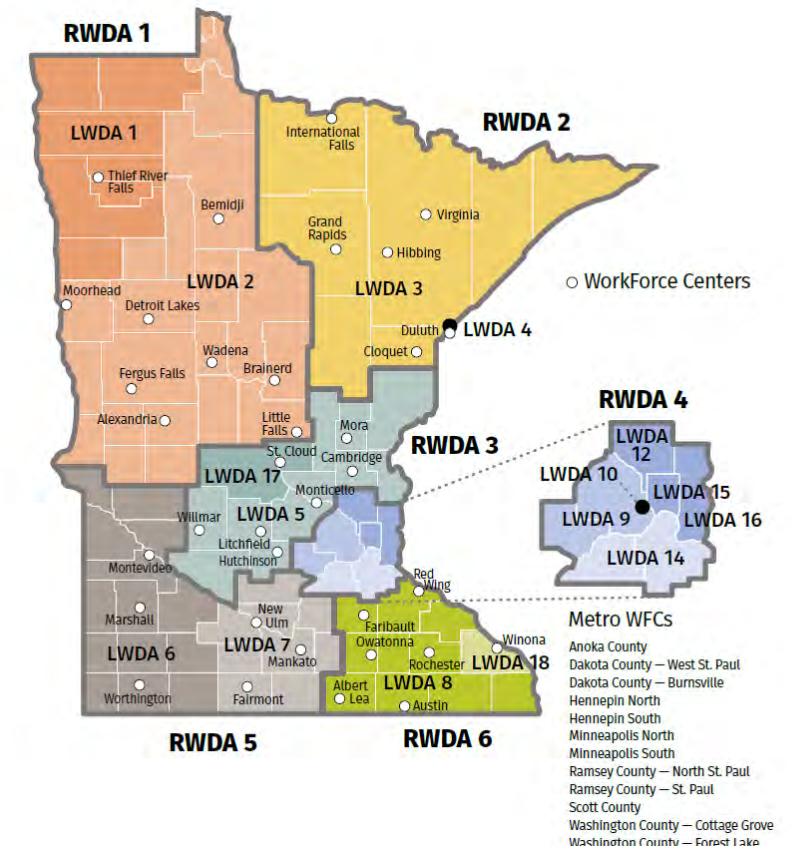 RWDA 1
RWDA 2
LWDA 1
International
Falls
Thief River
Falls
Bemidji
Virginia
Grand
Rapids
Hibbing
LWDA 2
LWDA 3
WorkForce Centers
Moorhead
Detroit Lakes
Duluth
LWDA 4
Cloquet
Wadena
Brainerd
Fergus Falls
Alexandria
Little
Falls
Mora
RWDA 3
RWDA 4
St. Cloud
Cambridge
LWDA 17
Monticello
Willmar
LWDA 5
Litchfield
Hutchinson
Montevideo
LWDA
12
LWDA 10
LWDA 15
LWDA 9
LWDA 16
LWDA 14
Red
Wing
Marshall
New
Ulm
Faribault
Owatonna
Winona
LWDA 6
LWDA 7
Mankato
Rochester
LWDA 18
LWDA 8
Worthington
Fairmont
Albert
Lea
Austin
RWDA 5
RWDA 6
Metro WFCs
Anoka County
Dakota County — West St. Paul
Dakota County — Burnsville
Hennepin North
Hennepin South
Minneapolis North
Minneapolis South
Ramsey County — North St. Paul
Ramsey County — St. Paul
Scott County
Washington County — Cottage Grove
Washington County — Forest Lake